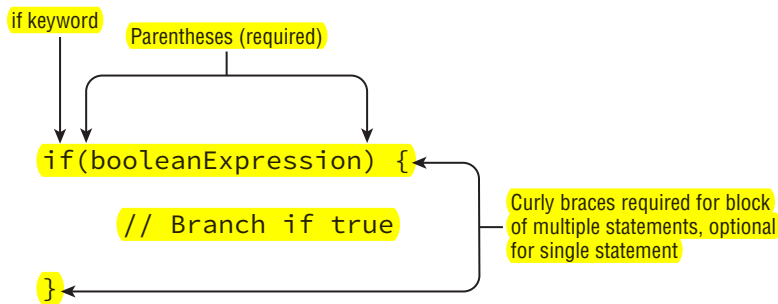 if keyword
Parentheses (required)
if(booleanExpression) {
// Branch if true
}
Curly braces required for block
of multiple statements, optional
for single statement